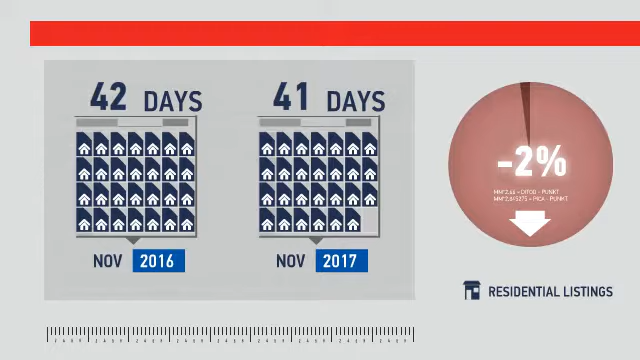 42 DAYS
41 DAYS
NOV 2016
NOV 2017
-2%
RESIDENTIAL LISTINGS